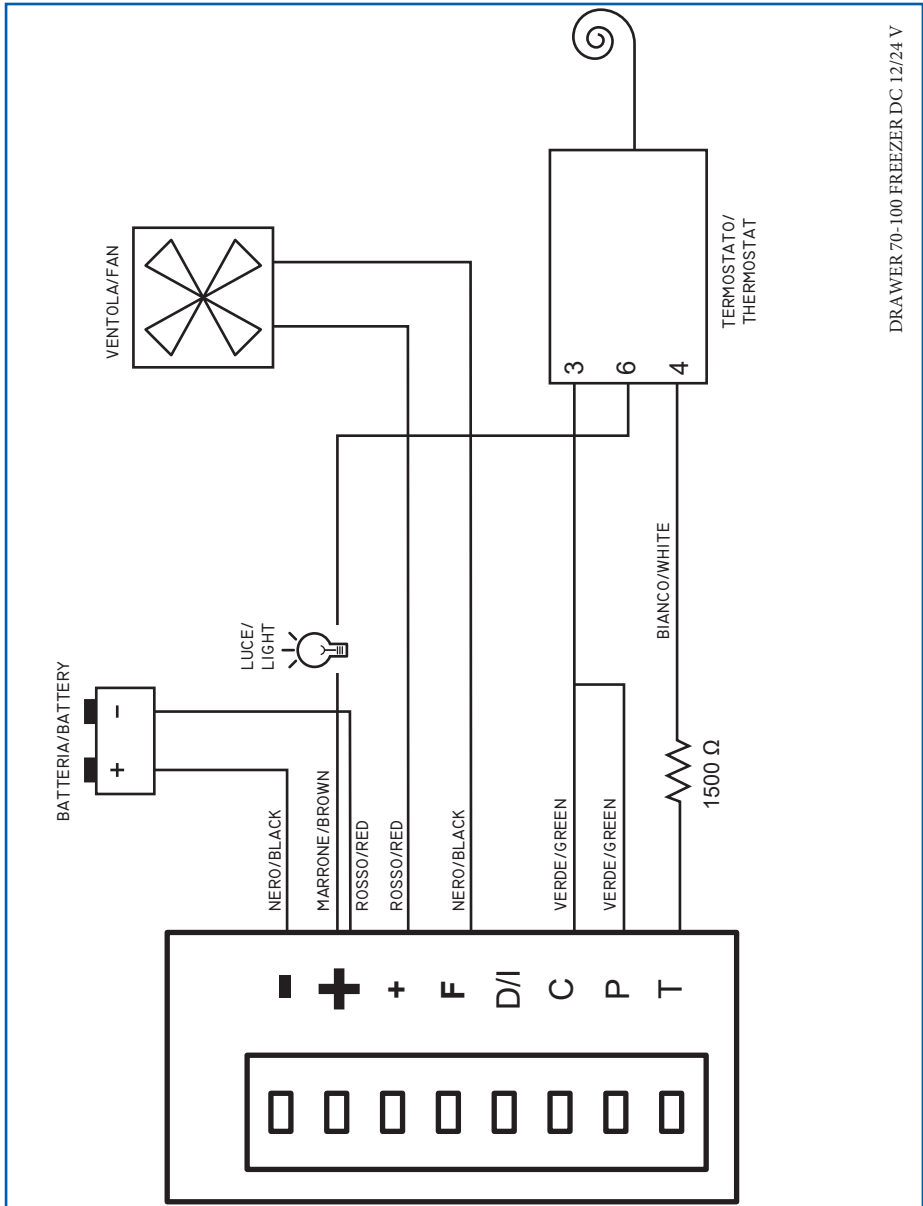 DRAWER 70-100 FREEZER DC 12/24 V
VENTOLA/FAN
TERMOSTATO/
THERMOSTAT
3
6
4
BATTERIA/BATTERY
+
-
LUCE/
LIGHT
BIANCO/WHITE
1500 Ω
NERO/BLACK
MARRONE/BROWN
ROSSO/RED
ROSSO/RED
NERO/BLACK
VERDE/GREEN
VERDE/GREEN
-
+
+
F
D/I
C
P
T